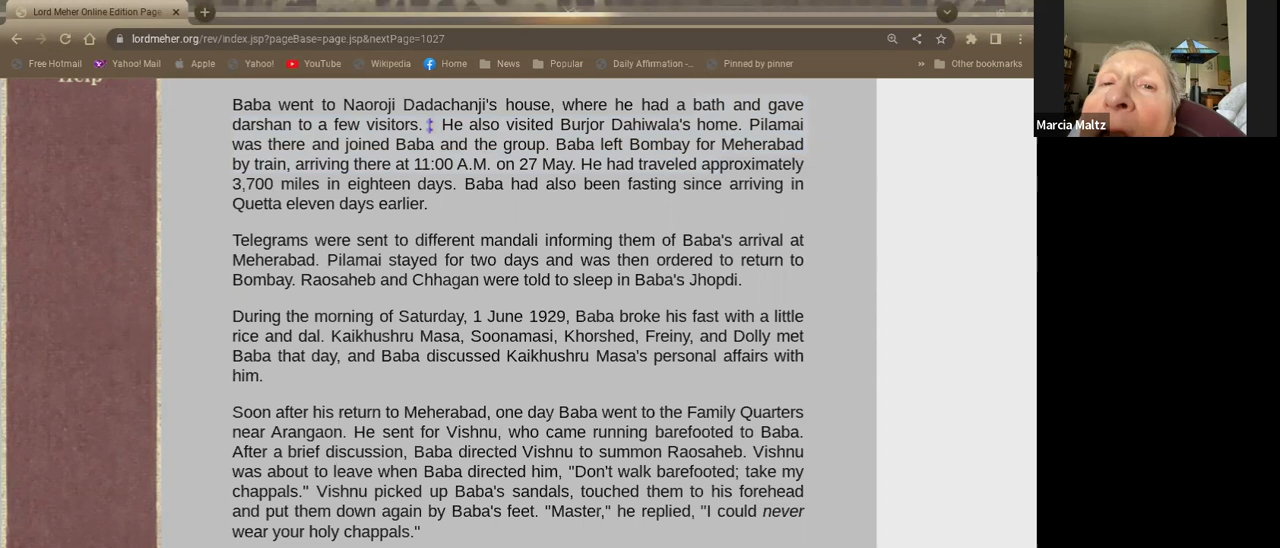 Lord Meher Online Edition Page
lordmeher.org/rev/index.jsp?pageBase=page.jsp&nextPage=1027
Free Hotmail Yahoo! Mail Apple Yahoo! YouTube Wikipedia Home News Popular Daily Affirmation -... Pinned by pinner » Other bookmarks
Help
Marcia Maltz
Baba went to Naoroji Dadachanji's house, where he had a bath and gave
darshan to a few visitors.‡ He also visited Burjor Dahiwala's home. Pilamai
was there and joined Baba and the group. Baba left Bombay for Meherabad
by train, arriving there at 11:00 A.M. on 27 May. He had traveled approximately
3,700 miles in eighteen days. Baba had also been fasting since arriving in
Quetta eleven days earlier.
Telegrams were sent to different mandali informing them of Baba's arrival at
Meherabad. Pilamai stayed for two days and was then ordered to return to
Bombay. Raosaheb and Chhagan were told to sleep in Baba's Jhopdi.
During the morning of Saturday, 1 June 1929, Baba broke his fast with a little
rice and dal. Kaikhushru Masa, Soonamasi, Khorshed, Freiny, and Dolly met
Baba that day, and Baba discussed Kaikhushru Masa's personal affairs with
him.
Soon after his return to Meherabad, one day Baba went to the Family Quarters
near Arangaon. He sent for Vishnu, who came running barefooted to Baba.
After a brief discussion, Baba directed Vishnu to summon Raosaheb. Vishnu
was about to leave when Baba directed him, "Don't walk barefooted; take my
chappals." Vishnu picked up Baba's sandals, touched them to his forehead
and put them down again by Baba's feet. "Master," he replied, "I could never
wear your holy chappals."